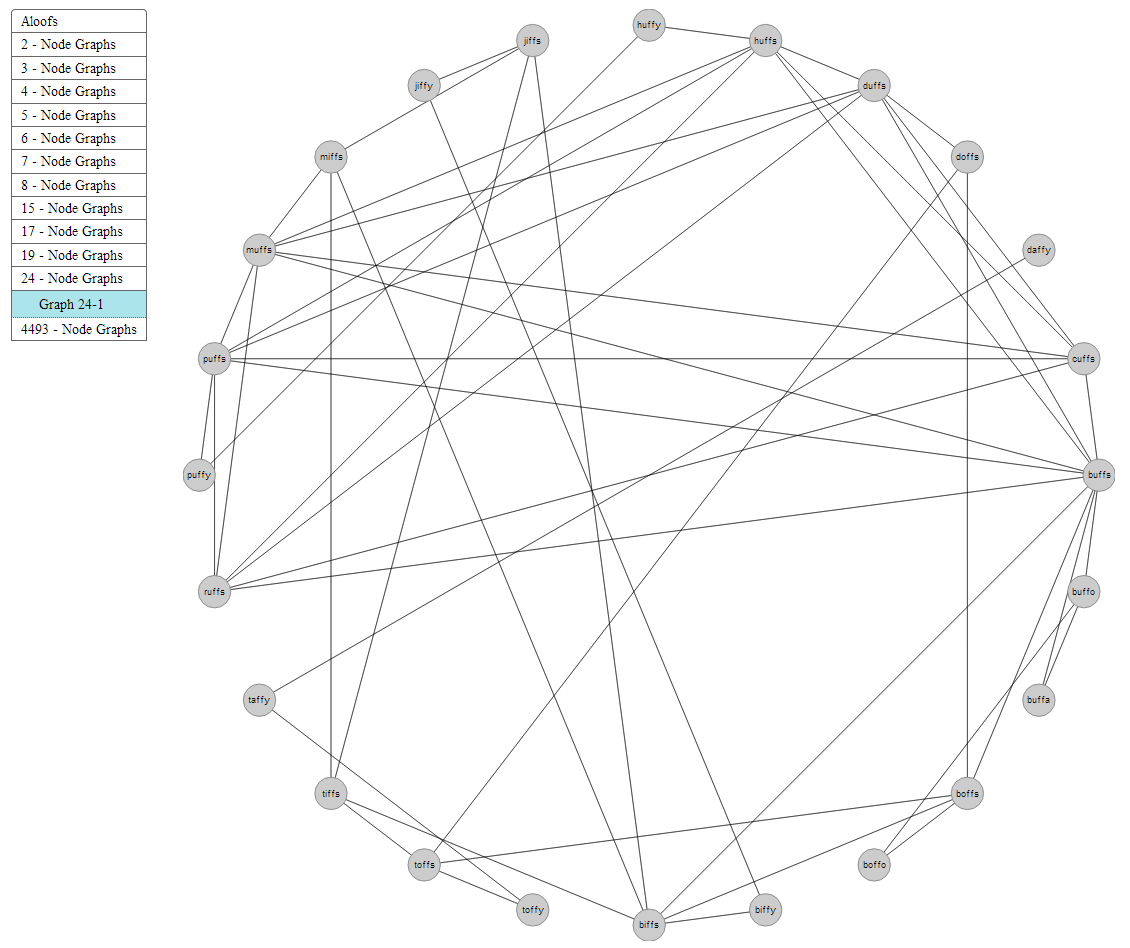 Aloofs
2 - Node Graphs
3 - Node Graphs
4 - Node Graphs
5 - Node Graphs
6 - Node Graphs
7 - Node Graphs
8 - Node Graphs
15 - Node Graphs
17 - Node Graphs
19 - Node Graphs
24 - Node Graphs
Graph 24-1
4493 - Node Graphs
huffy
jiffs
huffs
jiffy
duffs
miffs
doffs
muffs
daffy
puffs
cuffs
puffy
buffs
ruffs
buffo
taffy
buffa
tiffs
boffs
toffs
boffo
toffy
biffy
biffs